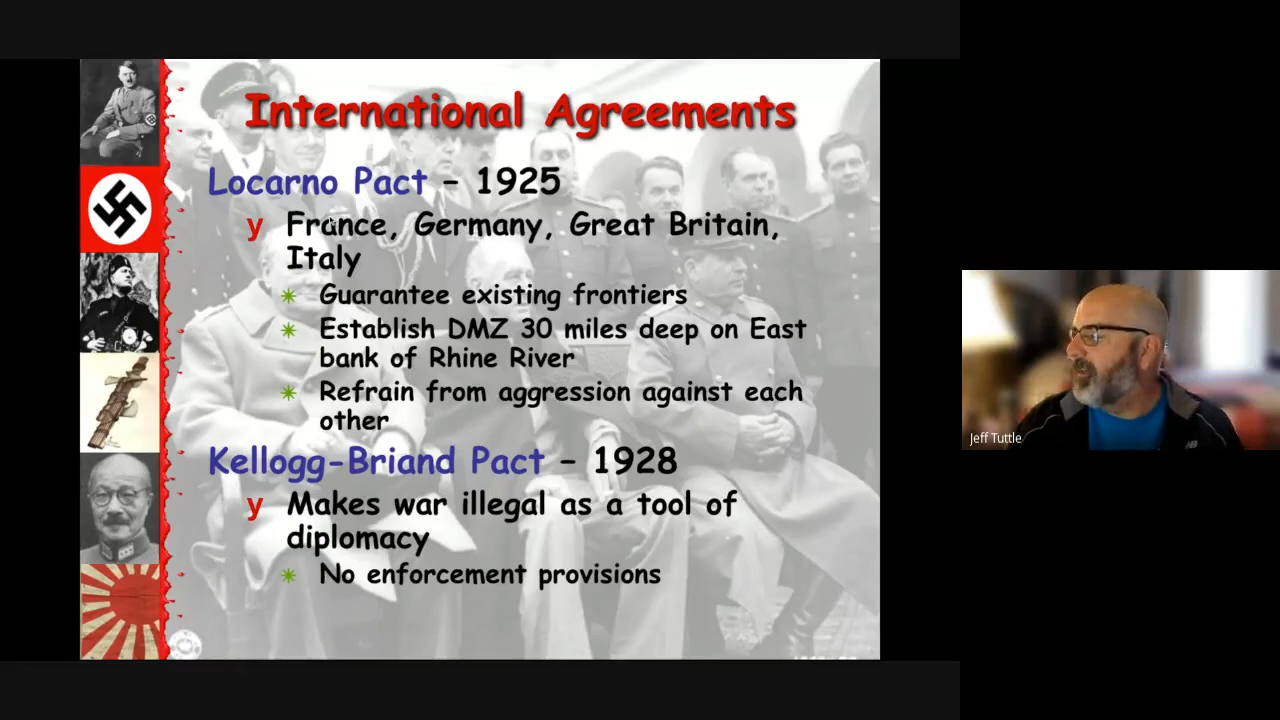 International Agreements
Locarno Pact – 1925
y France, Germany, Great Britain,
Italy
Guarantee existing frontiers
Establish DMZ 30 miles deep on East
bank of Rhine River
Refrain from aggression against each
other
Kellogg-Briand Pact – 1928
y Makes war illegal as a tool of
diplomacy
No enforcement provisions
Jeff Tuttle